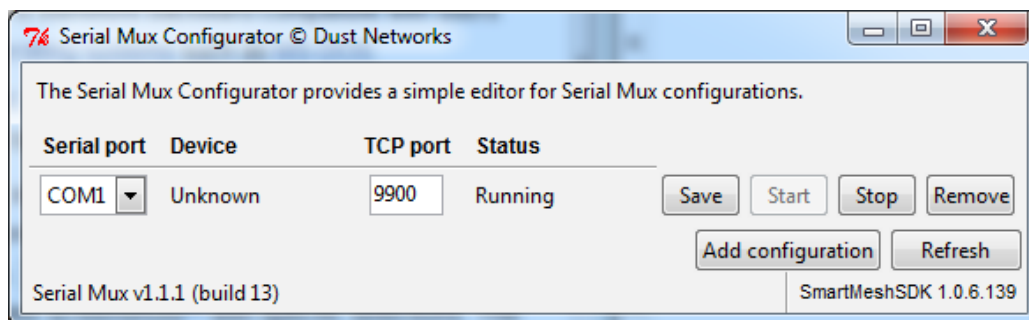 Serial Mux Configurator © Dust Networks
The Serial Mux Configurator provides a simple editor for Serial Mux configurations.
Serial port Device TCP port Status
COM1 Unknown 9900 Running Save Start Stop Remove
Add configuration Refresh
Serial Mux v1.1.1 (build 13) SmartMeshSDK 1.0.6.139